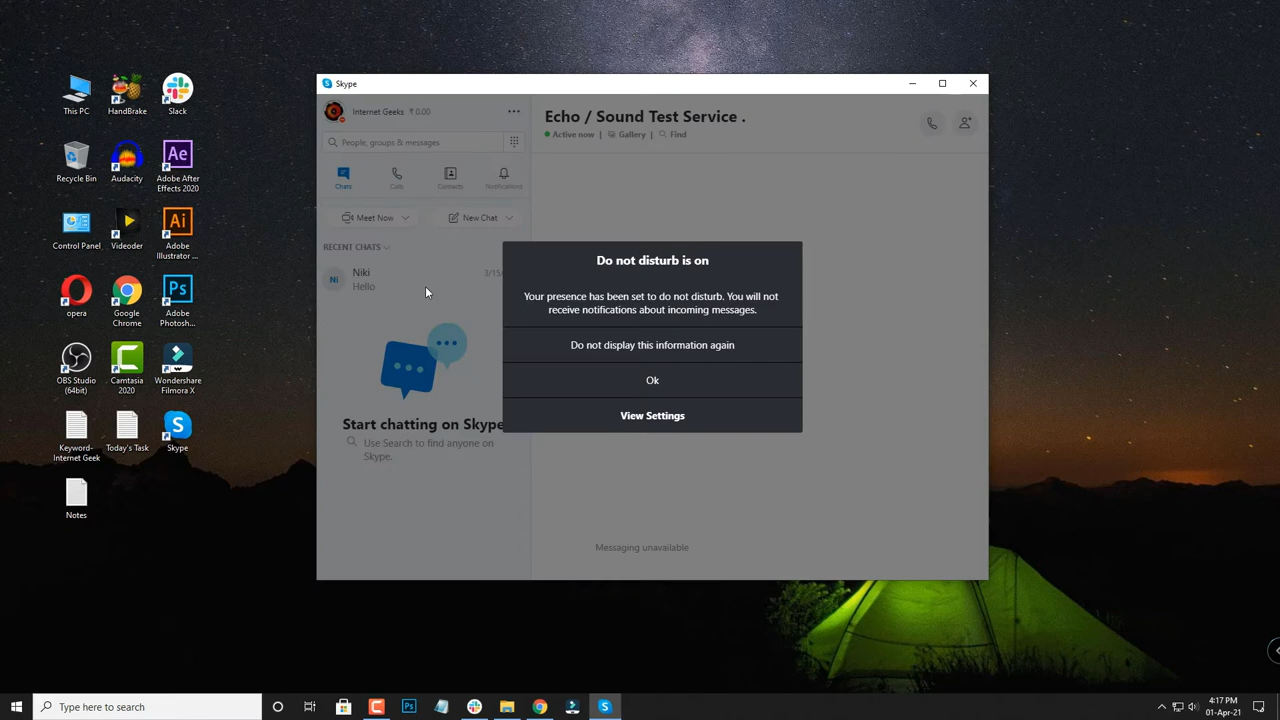 This PC
HandBrake
Slack
Recycle Bin
Audacity
Adobe After
Effects 2020
Control Panel
Videoder
Adobe
Illustrator ...
opera
Google
Chrome
Adobe
Photosh...
OBS Studio
(64bit)
Camtasia
2020
Wondershare
Filmora X
Keyword-
Internet Geek
Today's Task
Skype
Notes
Skype
Internet Geeks ₹ 0.00
People, groups & messages
Chats
Calls
Contacts
Notifications
Meet Now
New Chat
RECENT CHATS
Ni
Niki
3/15/
Hello
Start chatting on Skype
Use Search to find anyone on
Skype.
Echo / Sound Test Service .
Active now | Gallery | Find
Do not disturb is on
Your presence has been set to do not disturb. You will not
receive notifications about incoming messages.
Do not display this information again
Ok
View Settings
Messaging unavailable
Type here to search
4:17 PM
01-Apr-21